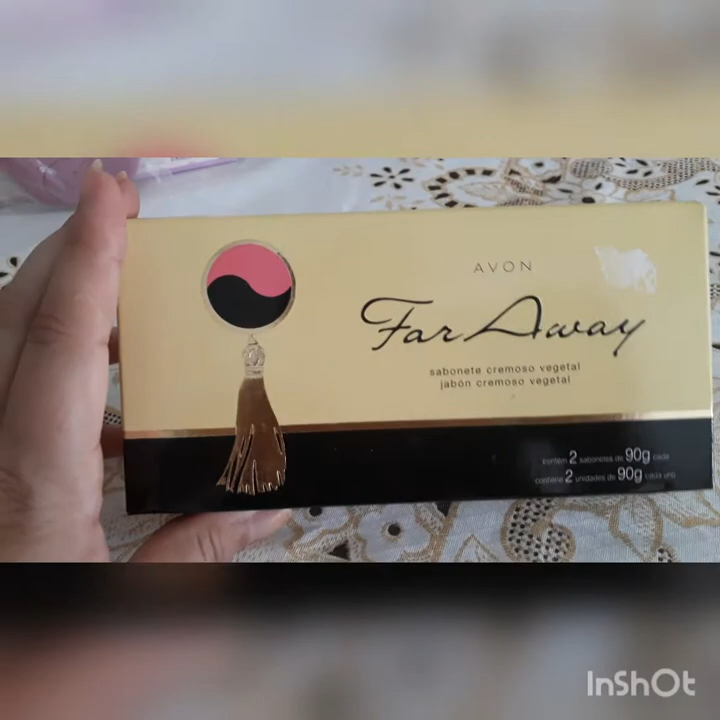 AVON
Far Away
sabonete cremoso vegetal
jabón cremoso vegetal
contém 2 sabonetes de 90g cada
contiene 2 unidades de 90g cada uno
InShOt